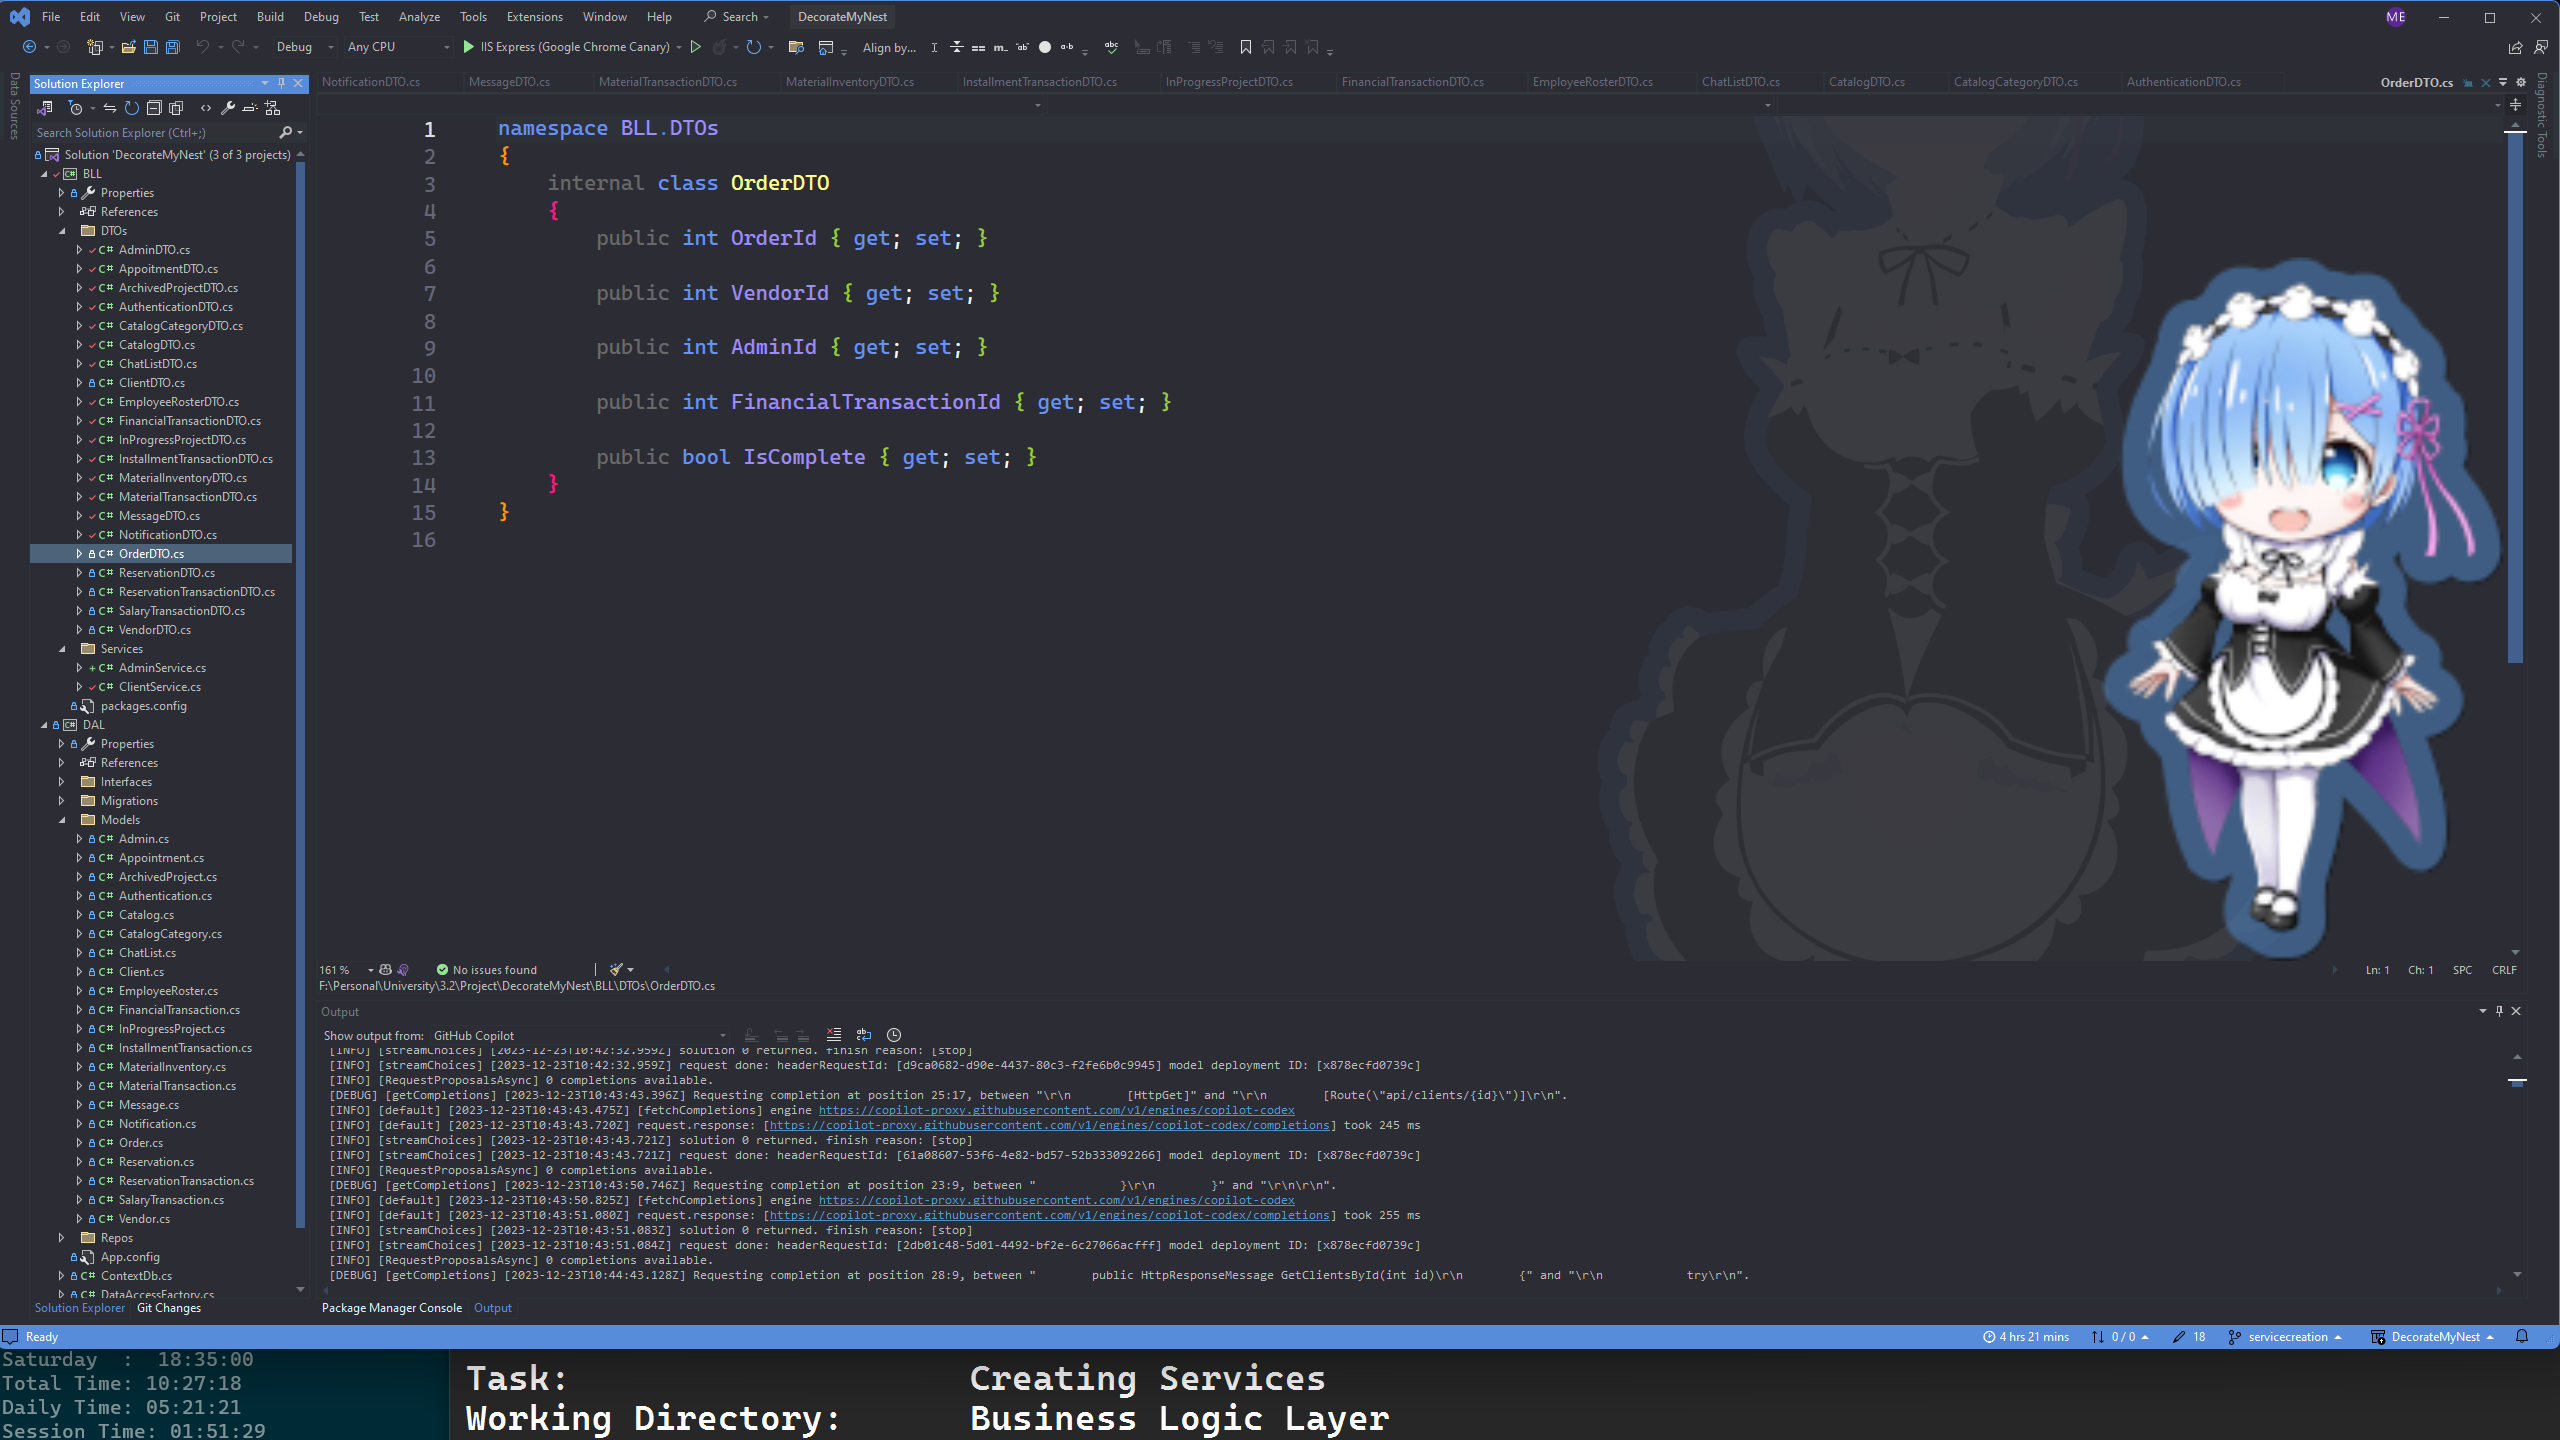 File Edit View Git Project Build Debug Test Analyze Tools Extensions Window Help Search DecorateMyNest ME
Debug Any CPU IIS Express (Google Chrome Canary) Align by...
Data Sources
Solution Explorer
Search Solution Explorer (Ctrl+;)
Solution 'DecorateMyNest' (3 of 3 projects)
BLL
Properties
References
DTOs
AdminDTO.cs
AppoitmentDTO.cs
ArchivedProjectDTO.cs
AuthenticationDTO.cs
CatalogCategoryDTO.cs
CatalogDTO.cs
ChatListDTO.cs
ClientDTO.cs
EmployeeRosterDTO.cs
FinancialTransactionDTO.cs
InProgressProjectDTO.cs
InstallmentTransactionDTO.cs
MaterialInventoryDTO.cs
MaterialTransactionDTO.cs
MessageDTO.cs
NotificationDTO.cs
OrderDTO.cs
ReservationDTO.cs
ReservationTransactionDTO.cs
SalaryTransactionDTO.cs
VendorDTO.cs
Services
AdminService.cs
ClientService.cs
packages.config
DAL
Properties
References
Interfaces
Migrations
Models
Admin.cs
Appointment.cs
ArchivedProject.cs
Authentication.cs
Catalog.cs
CatalogCategory.cs
ChatList.cs
Client.cs
EmployeeRoster.cs
FinancialTransaction.cs
InProgressProject.cs
InstallmentTransaction.cs
MaterialInventory.cs
MaterialTransaction.cs
Message.cs
Notification.cs
Order.cs
Reservation.cs
ReservationTransaction.cs
SalaryTransaction.cs
Vendor.cs
Repos
App.config
ContextDb.cs
DataAccessFactory.cs
Solution Explorer Git Changes
NotificationDTO.cs MessageDTO.cs MaterialTransactionDTO.cs MaterialInventoryDTO.cs InstallmentTransactionDTO.cs InProgressProjectDTO.cs FinancialTransactionDTO.cs EmployeeRosterDTO.cs ChatListDTO.cs CatalogDTO.cs CatalogCategoryDTO.cs AuthenticationDTO.cs OrderDTO.cs
Diagnostic Tools
1 namespace BLL.DTOs
2 {
3 internal class OrderDTO
4 {
5 public int OrderId { get; set; }
6
7 public int VendorId { get; set; }
8
9 public int AdminId { get; set; }
10
11 public int FinancialTransactionId { get; set; }
12
13 public bool IsComplete { get; set; }
14 }
15 }
16
161 % No issues found Ln: 1 Ch: 1 SPC CRLF
F:\Personal\University\3.2\Project\DecorateMyNest\BLL\DTOs\OrderDTO.cs
Output
Show output from: GitHub Copilot
[INFO] [streamChoices] [2023-12-23T10:42:32.959Z] solution 0 returned. finish reason: [stop]
[INFO] [streamChoices] [2023-12-23T10:42:32.959Z] request done: headerRequestId: [d9ca0682-d90e-4437-80c3-f2fe6b0c9945] model deployment ID: [x878ecfd0739c]
[INFO] [RequestProposalsAsync] 0 completions available.
[DEBUG] [getCompletions] [2023-12-23T10:43:43.396Z] Requesting completion at position 25:17, between "\r\n [HttpGet]" and "\r\n [Route(\"api/clients/{id}\")]\r\n".
[INFO] [default] [2023-12-23T10:43:43.475Z] [fetchCompletions] engine https://copilot-proxy.githubusercontent.com/v1/engines/copilot-codex
[INFO] [default] [2023-12-23T10:43:43.720Z] request.response: [https://copilot-proxy.githubusercontent.com/v1/engines/copilot-codex/completions] took 245 ms
[INFO] [streamChoices] [2023-12-23T10:43:43.721Z] solution 0 returned. finish reason: [stop]
[INFO] [streamChoices] [2023-12-23T10:43:43.721Z] request done: headerRequestId: [61a08607-53f6-4e82-bd57-52b333092266] model deployment ID: [x878ecfd0739c]
[INFO] [RequestProposalsAsync] 0 completions available.
[DEBUG] [getCompletions] [2023-12-23T10:43:50.746Z] Requesting completion at position 23:9, between " }\r\n }" and "\r\n\r\n".
[INFO] [default] [2023-12-23T10:43:50.825Z] [fetchCompletions] engine https://copilot-proxy.githubusercontent.com/v1/engines/copilot-codex
[INFO] [default] [2023-12-23T10:43:51.080Z] request.response: [https://copilot-proxy.githubusercontent.com/v1/engines/copilot-codex/completions] took 255 ms
[INFO] [streamChoices] [2023-12-23T10:43:51.083Z] solution 0 returned. finish reason: [stop]
[INFO] [streamChoices] [2023-12-23T10:43:51.084Z] request done: headerRequestId: [2db01c48-5d01-4492-bf2e-6c27066acfff] model deployment ID: [x878ecfd0739c]
[INFO] [RequestProposalsAsync] 0 completions available.
[DEBUG] [getCompletions] [2023-12-23T10:44:43.128Z] Requesting completion at position 28:9, between " public HttpResponseMessage GetClientsById(int id)\r\n {" and "\r\n try\r\n".
Package Manager Console Output
Ready 4 hrs 21 mins 0 / 0 18 servicecreation DecorateMyNest
Saturday : 18:35:00
Total Time: 10:27:18
Daily Time: 05:21:21
Session Time: 01:51:29
Task: Creating Services
Working Directory: Business Logic Layer